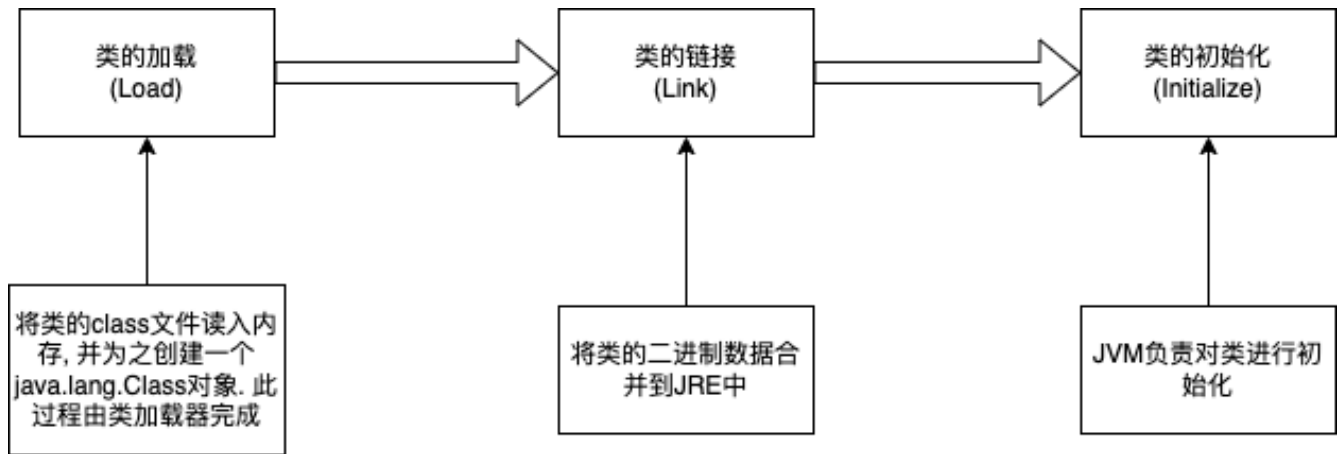 类的加载
(Load)
类的链接
(Link)
类的初始化
(Initialize)
将类的class文件读入内
存, 并为之创建一个
java.lang.Class对象. 此
过程由类加载器完成
将类的二进制数据合
并到JRE中
JVM负责对类进行初
始化